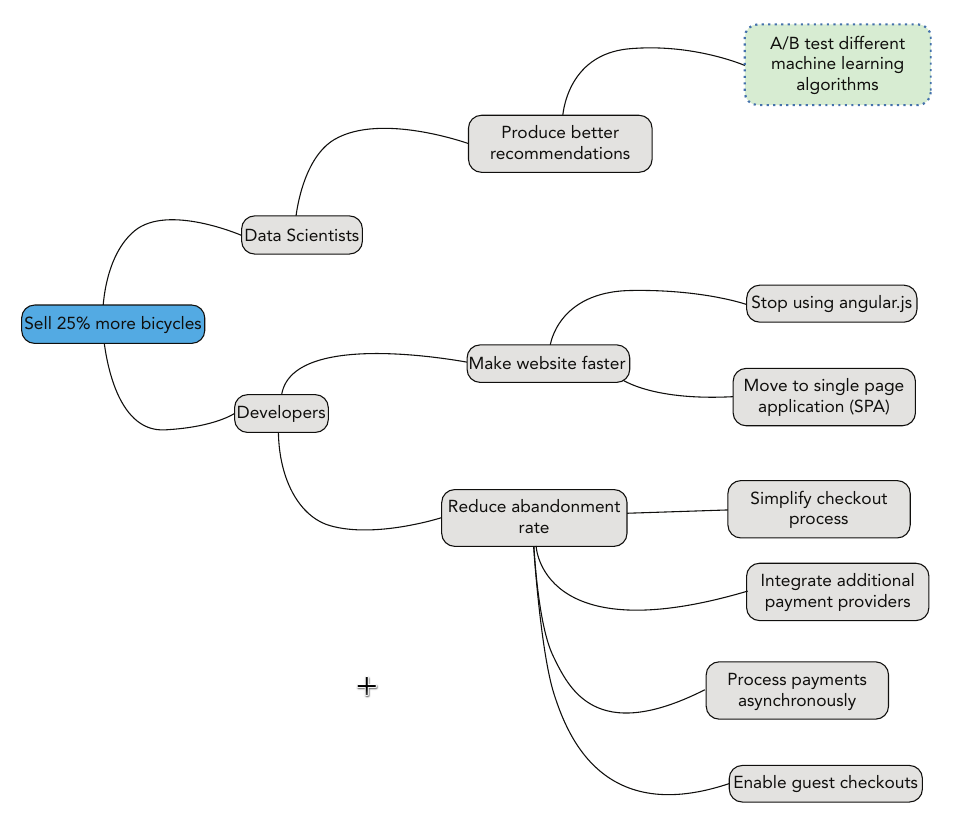 A/B test different
machine learning
algorithms
Produce better
recommendations
Data Scientists
Sell 25% more bicycles
Stop using angular.js
Make website faster
Move to single page
application (SPA)
Developers
Reduce abandonment
rate
Simplify checkout
process
Integrate additional
payment providers
Process payments
asynchronously
Enable guest checkouts